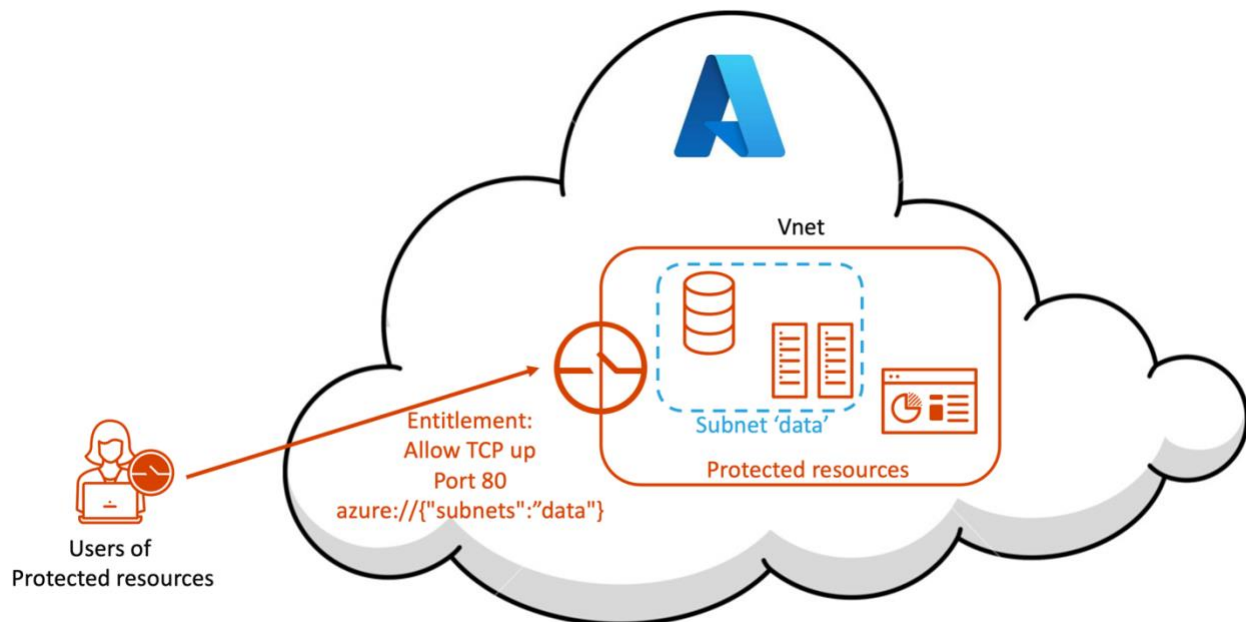 Vnet
Subnet ‘data’
Protected resources
Entitlement:
Allow TCP up
Port 80
azure://{"subnets":”data"}
Users of
Protected resources